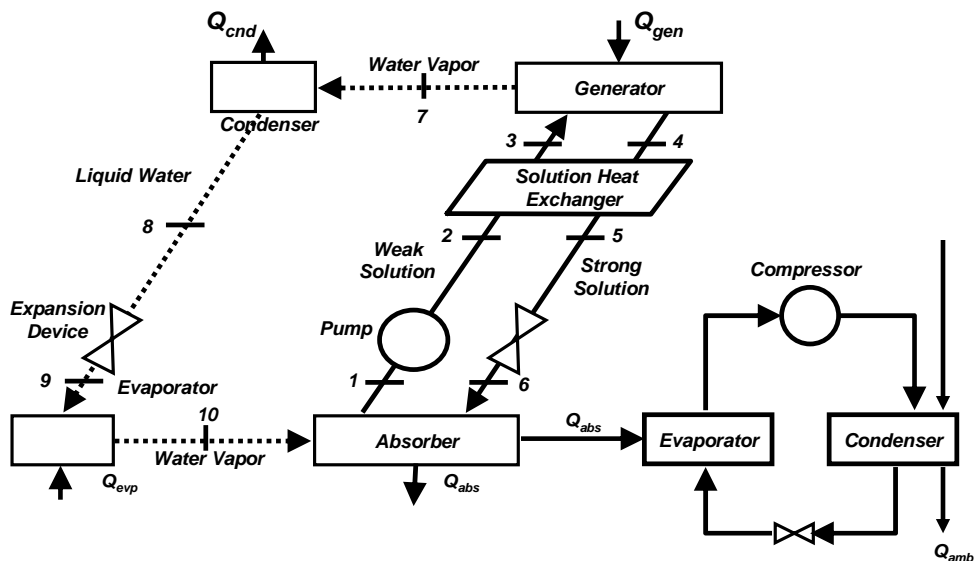 Q_cnd
Q_gen
Water Vapor
7
Generator
Condenser
3
4
Solution Heat
Exchanger
Liquid Water
8
2
5
Weak
Solution
Strong
Solution
Compressor
Expansion
Device
Pump
9
Evaporator
1
6
10
Water Vapor
Absorber
Q_abs
Evaporator
Condenser
Q_evp
Q_abs
Q_amb